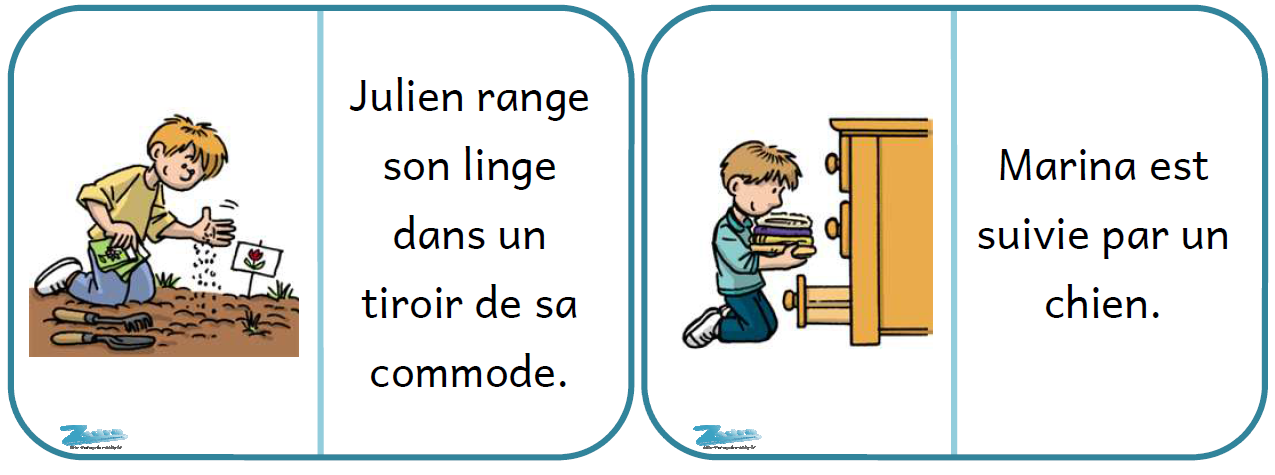 Julien range
son linge
dans un
tiroir de sa
commode.
Marina est
suivie par un
chien.